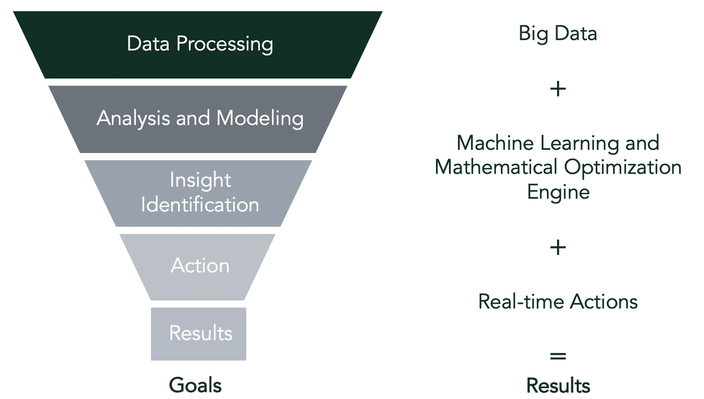 Data Processing
Analysis and Modeling
Insight
Identification
Action
Results
Goals
Big Data
+
Machine Learning and
Mathematical Optimization
Engine
+
Real-time Actions
=
Results